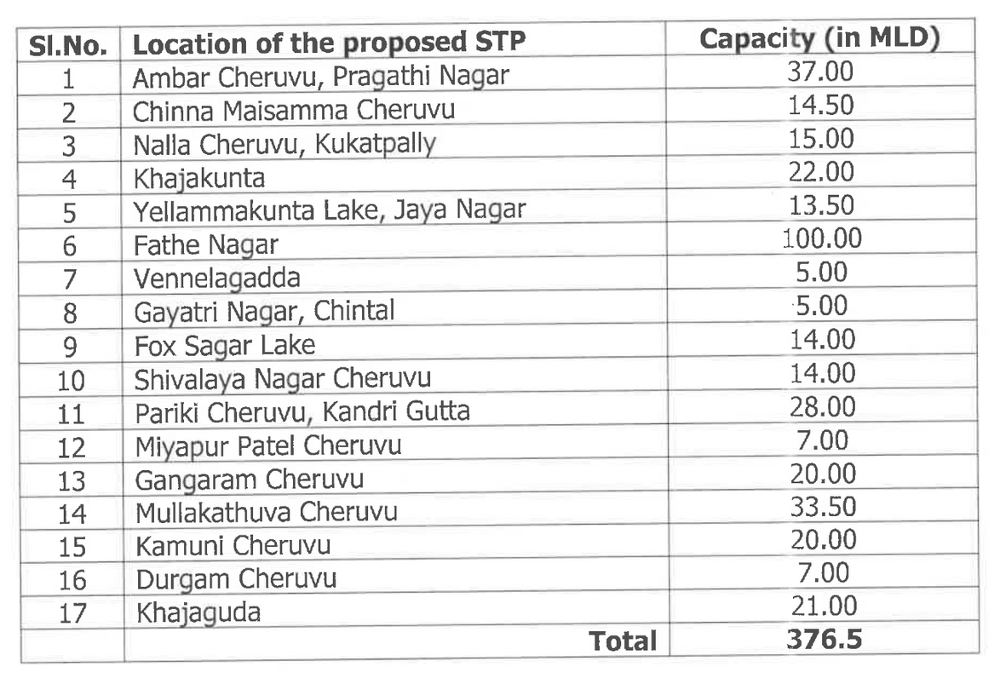 Sl.No. Location of the proposed STP Capacity (in MLD)
1 Ambar Cheruvu, Pragathi Nagar 37.00
2 Chinna Maisamma Cheruvu 14.50
3 Nalla Cheruvu, Kukatpally 15.00
4 Khajakunta 22.00
5 Yellammakunta Lake, Jaya Nagar 13.50
6 Fathe Nagar 100.00
7 Vennelagadda 5.00
8 Gayatri Nagar, Chintal 5.00
9 Fox Sagar Lake 14.00
10 Shivalaya Nagar Cheruvu 14.00
11 Pariki Cheruvu, Kandri Gutta 28.00
12 Miyapur Patel Cheruvu 7.00
13 Gangaram Cheruvu 20.00
14 Mullakathuva Cheruvu 33.50
15 Kamuni Cheruvu 20.00
16 Durgam Cheruvu 7.00
17 Khajaguda 21.00
Total 376.5